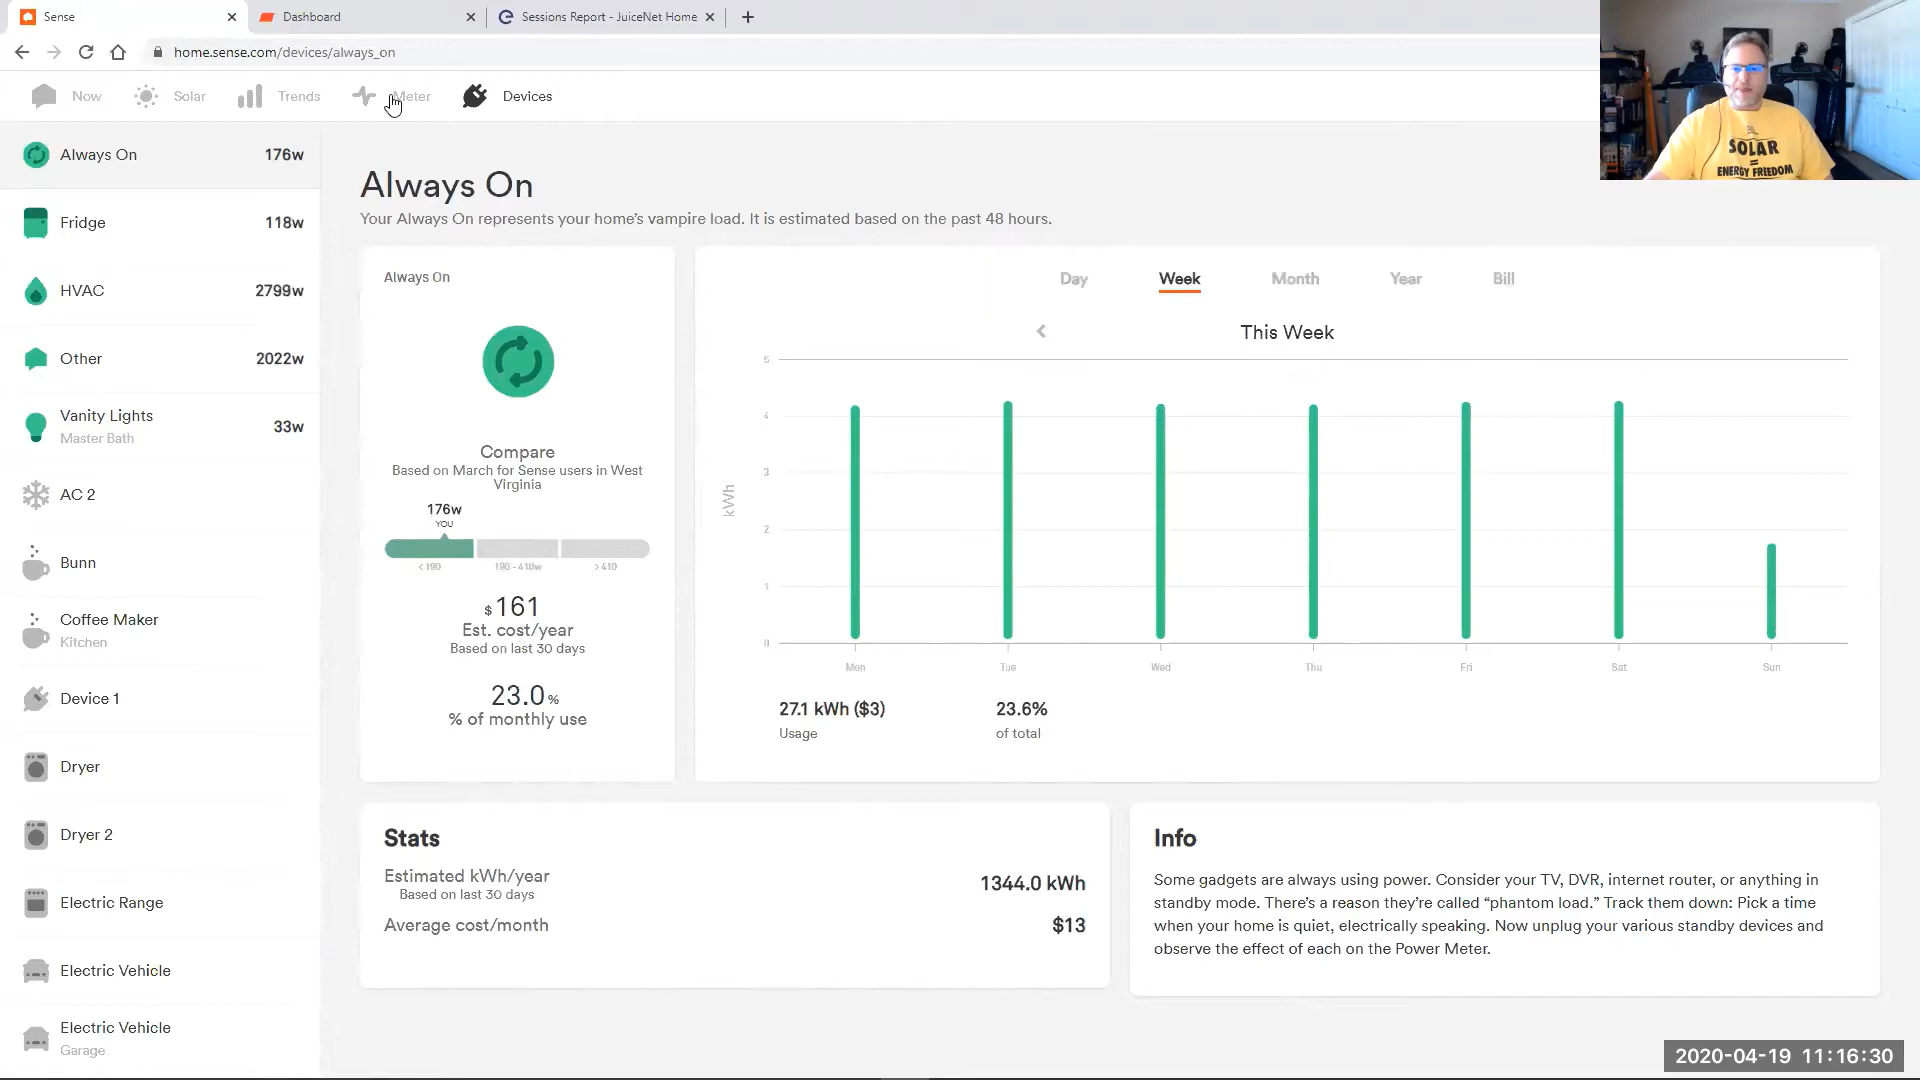 Sense
Dashboard
Sessions Report - JuiceNet Home
home.sense.com/devices/always_on
Now
Solar
Trends
Meter
Devices
SOLAR
=
ENERGY FREEDOM
Always On 176w
Fridge 118w
HVAC 2799w
Other 2022w
Vanity Lights 33w
Master Bath
AC 2
Bunn
Coffee Maker
Kitchen
Device 1
Dryer
Dryer 2
Electric Range
Electric Vehicle
Electric Vehicle
Garage
Always On
Your Always On represents your home's vampire load. It is estimated based on the past 48 hours.
Always On
Compare
Based on March for Sense users in West
Virginia
176w
YOU
<190 190-410w >410
$161
Est. cost/year
Based on last 30 days
23.0%
% of monthly use
Day Week Month Year Bill
This Week
5
4
3
2
1
0
kWh
Mon Tue Wed Thu Fri Sat Sun
27.1 kWh ($3) 23.6%
Usage of total
Stats
Estimated kWh/year 1344.0 kWh
Based on last 30 days
Average cost/month $13
Info
Some gadgets are always using power. Consider your TV, DVR, internet router, or anything in
standby mode. There's a reason they're called “phantom load.” Track them down: Pick a time
when your home is quiet, electrically speaking. Now unplug your various standby devices and
observe the effect of each on the Power Meter.
2020-04-19 11:16:30